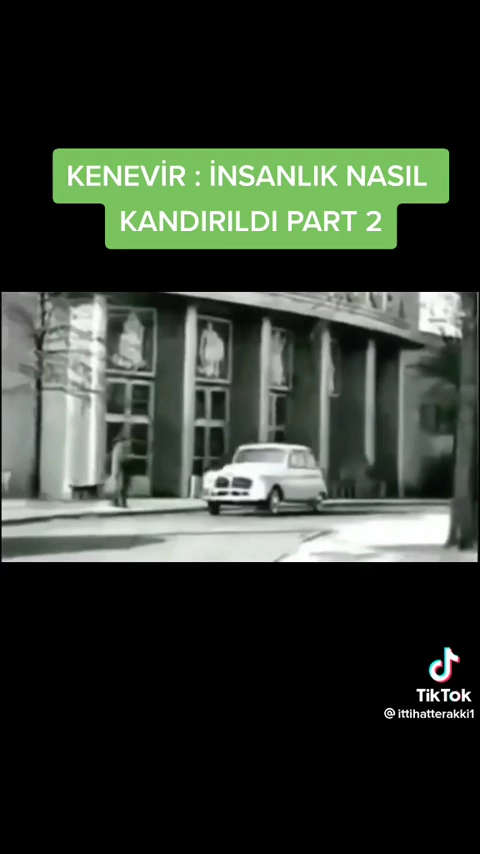 KENEVİR : İNSANLIK NASIL
KANDIRILDI PART 2
TikTok
@ ittihatterakki1